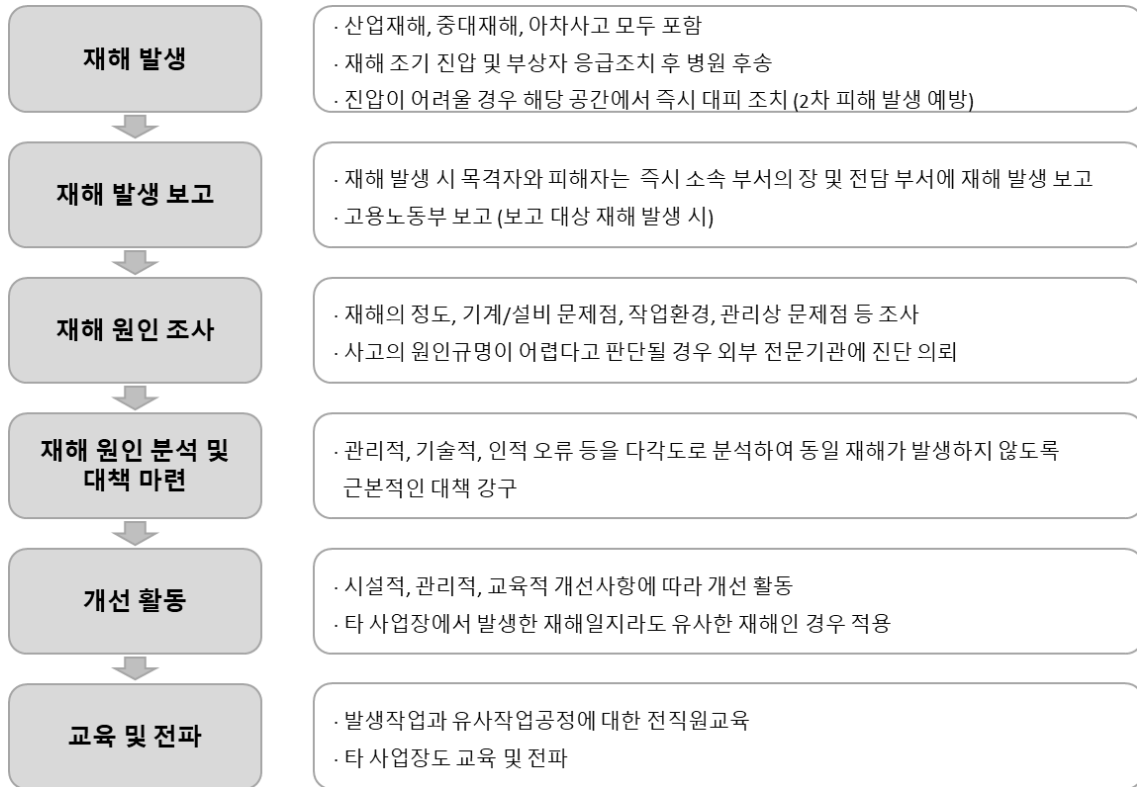 재해 발생
· 산업재해, 중대재해, 아차사고 모두 포함
· 재해 조기 진압 및 부상자 응급조치 후 병원 후송
· 진압이 어려울 경우 해당 공간에서 즉시 대피 조치 (2차 피해 발생 예방)
재해 발생 보고
· 재해 발생 시 목격자와 피해자는 즉시 소속 부서의 장 및 전담 부서에 재해 발생 보고
· 고용노동부 보고 (보고 대상 재해 발생 시)
재해 원인 조사
· 재해의 정도, 기계/설비 문제점, 작업환경, 관리상 문제점 등 조사
· 사고의 원인규명이 어렵다고 판단될 경우 외부 전문기관에 진단 의뢰
재해 원인 분석 및
대책 마련
· 관리적, 기술적, 인적 오류 등을 다각도로 분석하여 동일 재해가 발생하지 않도록
근본적인 대책 강구
개선 활동
· 시설적, 관리적, 교육적 개선사항에 따라 개선 활동
· 타 사업장에서 발생한 재해일지라도 유사한 재해인 경우 적용
교육 및 전파
· 발생작업과 유사작업공정에 대한 전직원교육
· 타 사업장도 교육 및 전파